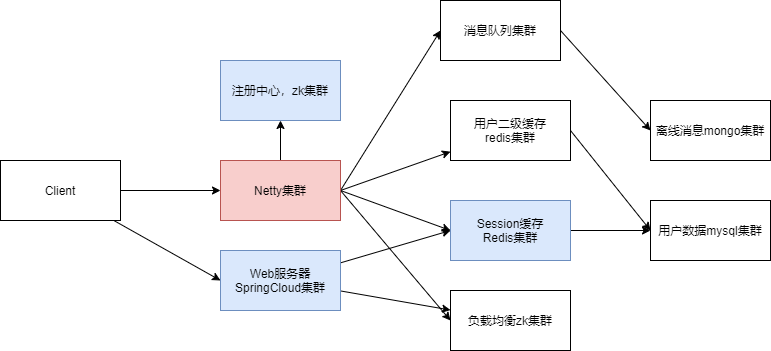 消息队列集群
注册中心，zk集群
用户二级缓存
redis集群
离线消息mongo集群
Client
Netty集群
Session缓存
Redis集群
用户数据mysql集群
Web服务器
SpringCloud集群
负载均衡zk集群